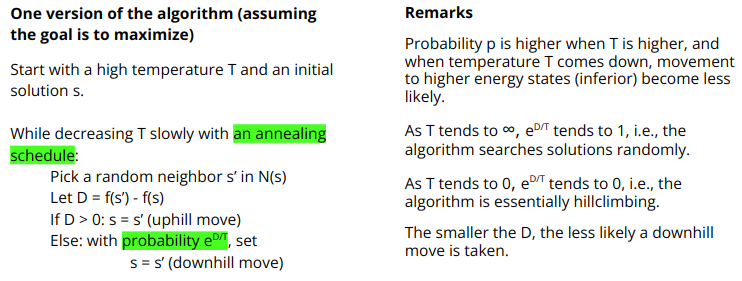 One version of the algorithm (assuming
the goal is to maximize)
Start with a high temperature T and an initial
solution s.
While decreasing T slowly with an annealing
schedule:
Pick a random neighbor s’ in N(s)
Let D = f(s’) - f(s)
If D > 0: s = s’ (uphill move)
Else: with probability e^D/T, set
s = s’ (downhill move)
Remarks
Probability p is higher when T is higher, and
when temperature T comes down, movement
to higher energy states (inferior) become less
likely.
As T tends to ∞, e^D/T tends to 1, i.e., the
algorithm searches solutions randomly.
As T tends to 0, e^D/T tends to 0, i.e., the
algorithm is essentially hillclimbing.
The smaller the D, the less likely a downhill
move is taken.